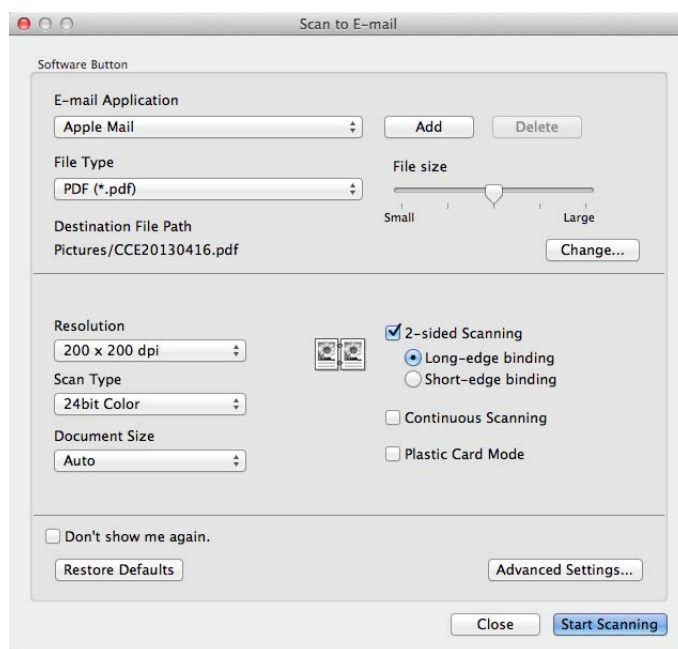 Scan to E-mail
Software Button
E-mail Application
Apple Mail
Add
Delete
File Type
File size
PDF (*.pdf)
Small
Large
Destination File Path
Pictures/CCE20130416.pdf
Change...
Resolution
2-sided Scanning
200 x 200 dpi
Long-edge binding
Scan Type
Short-edge binding
24bit Color
Continuous Scanning
Document Size
Auto
Plastic Card Mode
Don't show me again.
Restore Defaults
Advanced Settings...
Close
Start Scanning